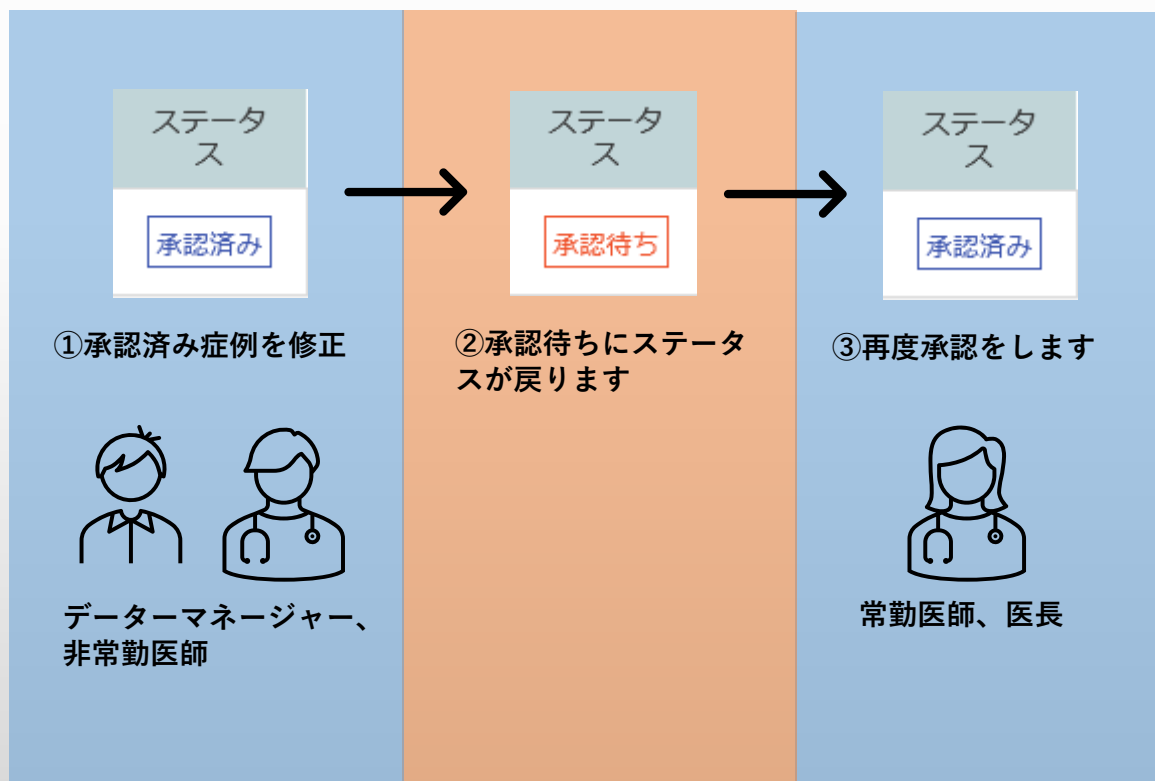 ステータ
ス
承認済み
①承認済み症例を修正
データーマネージャー、
非常勤医師
ステータ
ス
承認待ち
②承認待ちにステータ
スが戻ります
ステータ
ス
承認済み
③再度承認をします
常勤医師、医長